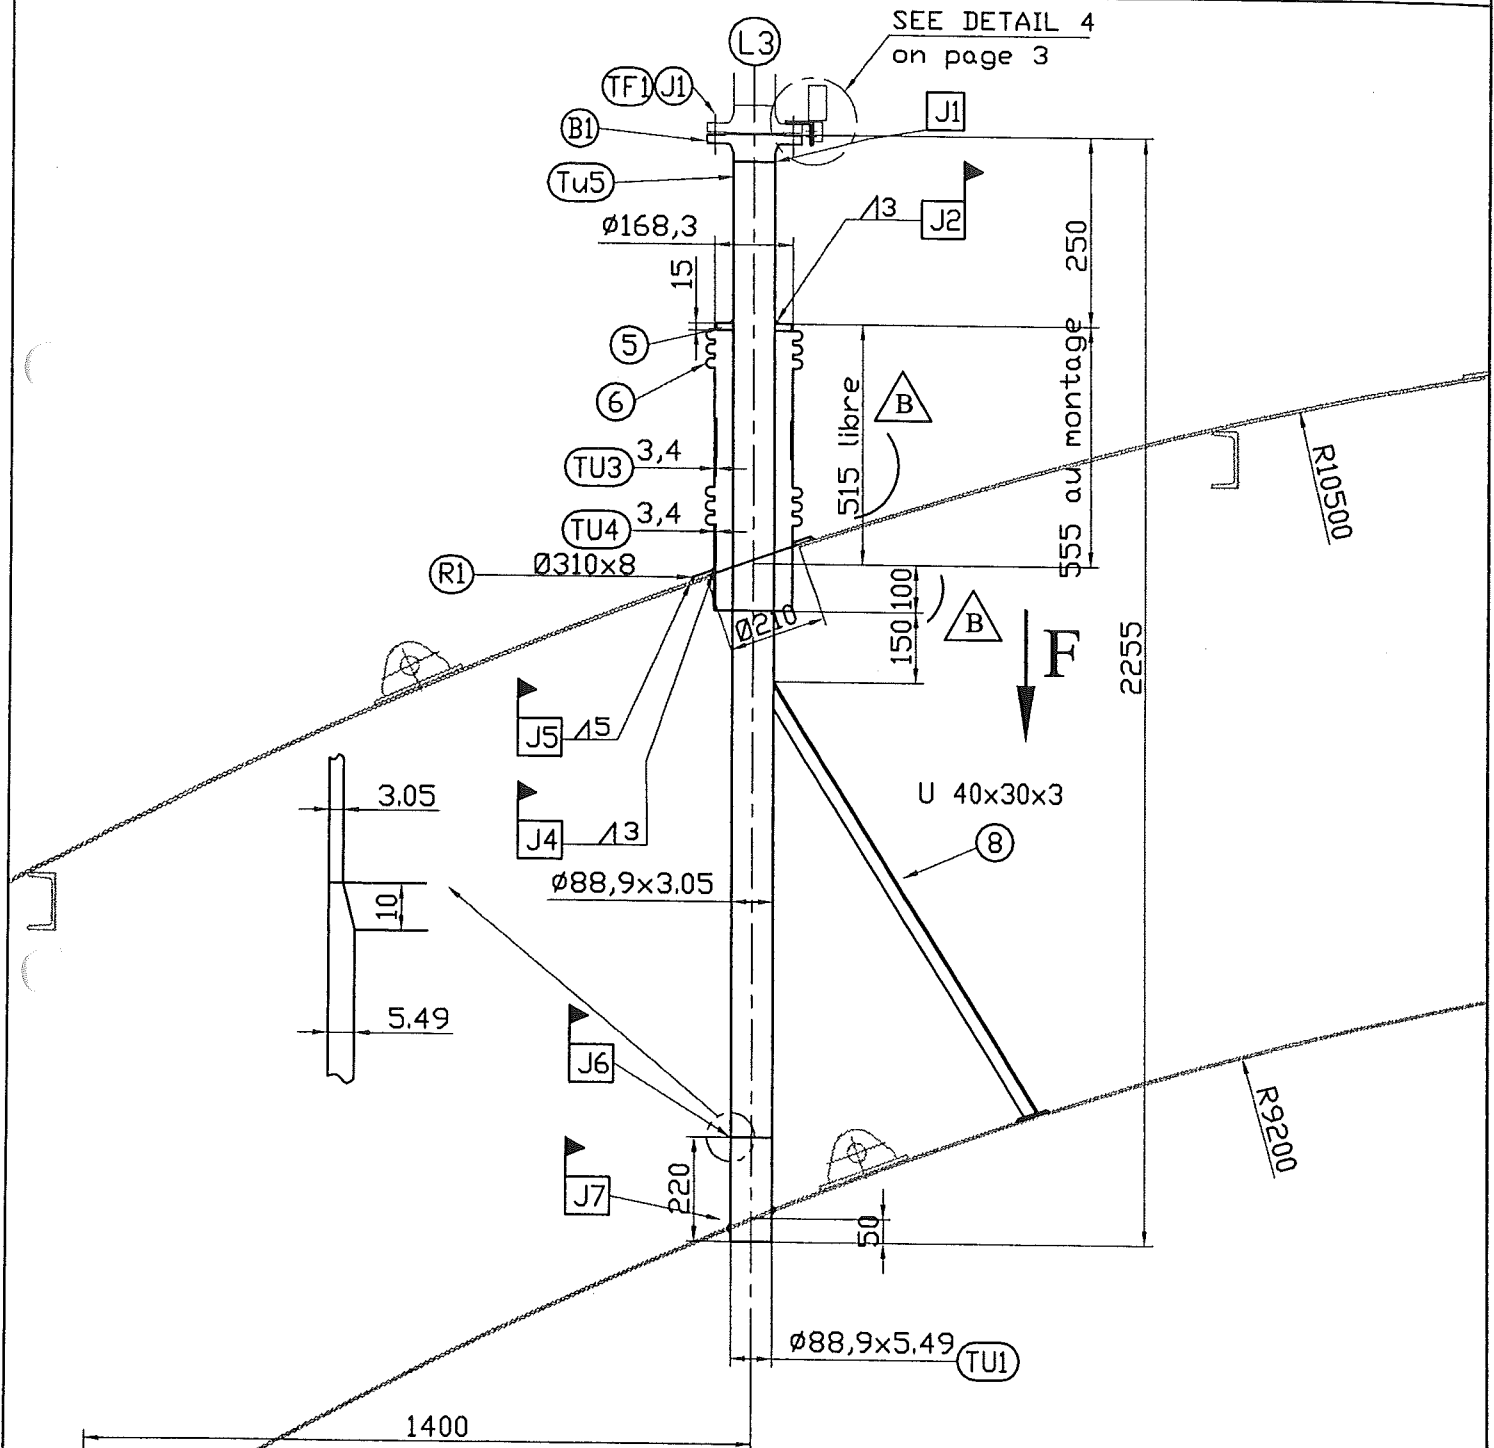 SEE DETAIL 4
on page 3
L3
TF1
J1
B1
J1
Tu5
J2
3
Ø168,3
250
15
5
6
515 libre
555 au montage
B
TU3
3,4
TU4
3,4
R1
Ø310x8
R10500
100
Ø210
150
B
F
2255
J5
5
J4
3
3.05
U 40x30x3
8
10
Ø88,9x3.05
5.49
J6
J7
220
50
R9200
Ø88,9x5.49
TU1
1400